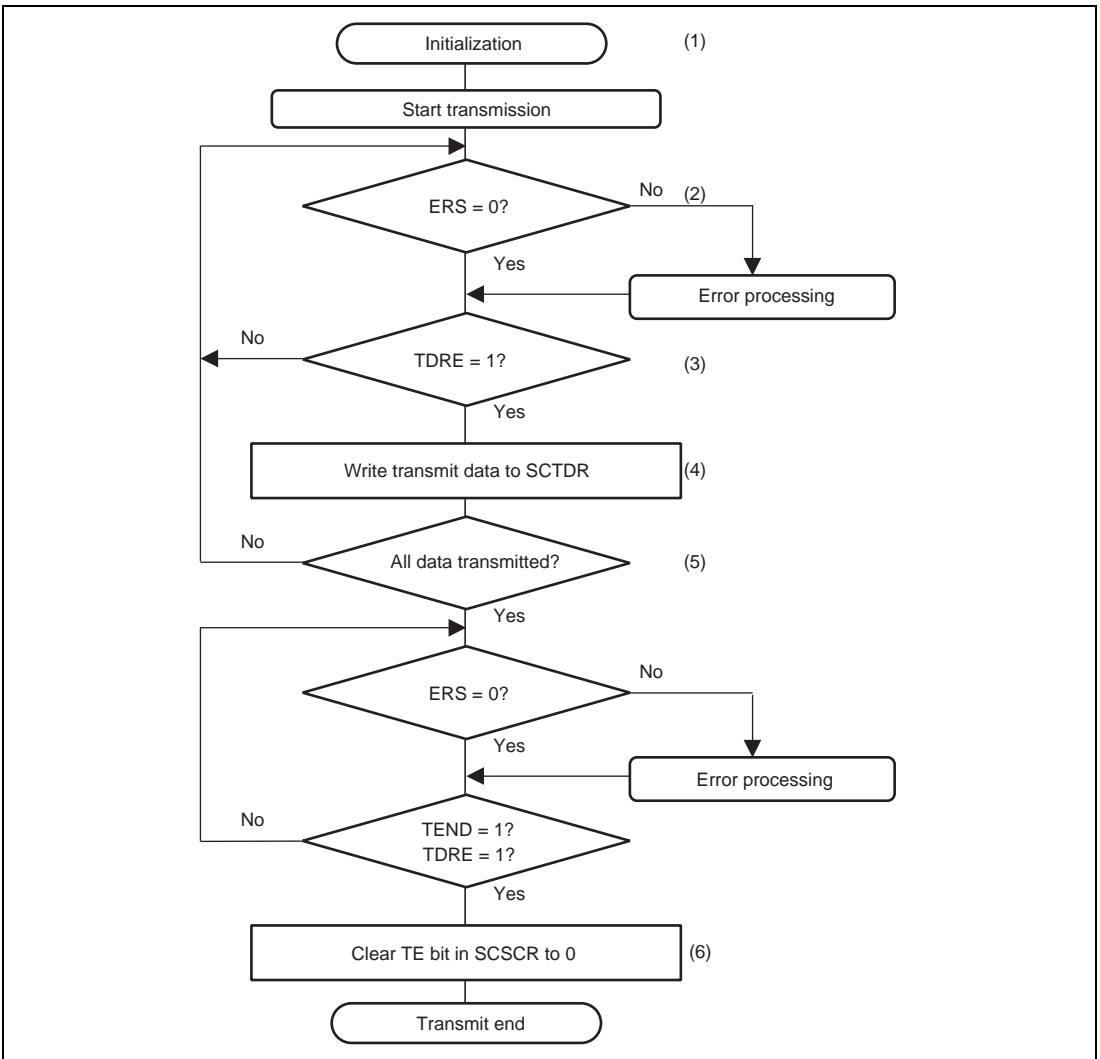 Initialization (1)
Start transmission
ERS = 0? No (2)
Yes
Error processing
No
TDRE = 1? (3)
Yes
Write transmit data to SCTDR (4)
No
All data transmitted? (5)
Yes
ERS = 0? No
Yes
Error processing
No
TEND = 1?
TDRE = 1?
Yes
Clear TE bit in SCSCR to 0 (6)
Transmit end